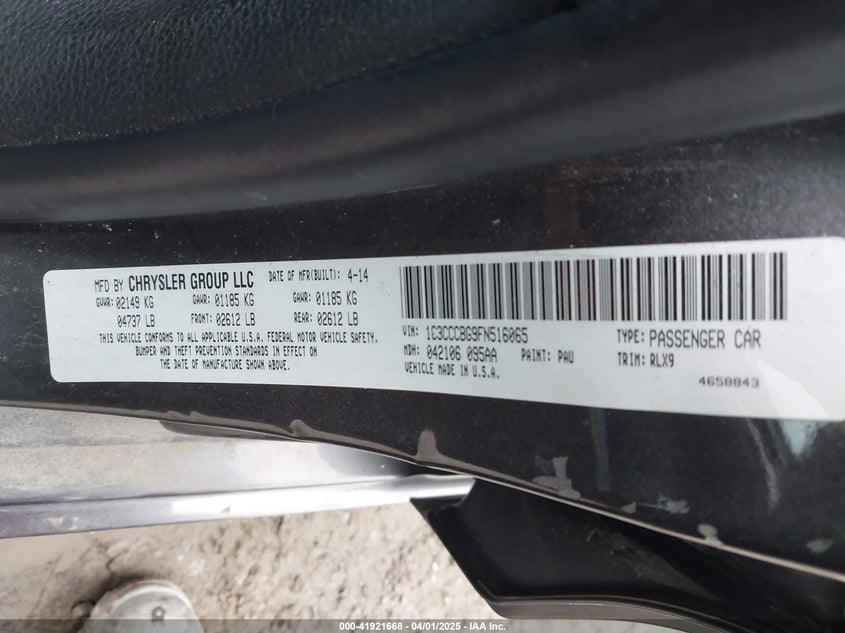 MFD BY CHRYSLER GROUP LLC DATE OF MFR(BUILT): 4-14
GVWR: 02149 KG GAWR: 01185 KG GAWR: 01185 KG
04737 LB FRONT: 02612 LB REAR: 02612 LB
THIS VEHICLE CONFORMS TO ALL APPLICABLE U.S.A. FEDERAL MOTOR VEHICLE SAFETY,
BUMPER AND THEFT PREVENTION STANDARDS IN EFFECT ON
THE DATE OF MANUFACTURE SHOWN ABOVE.
VIN: 1C3CCCBG9FN516065 TYPE: PASSENGER CAR
MDH: 042106 095AA PAINT: PAU TRIM: RLX9
VEHICLE MADE IN U.S.A. 4658843
000-41921668 / 04/01/2025 / IAA Inc.